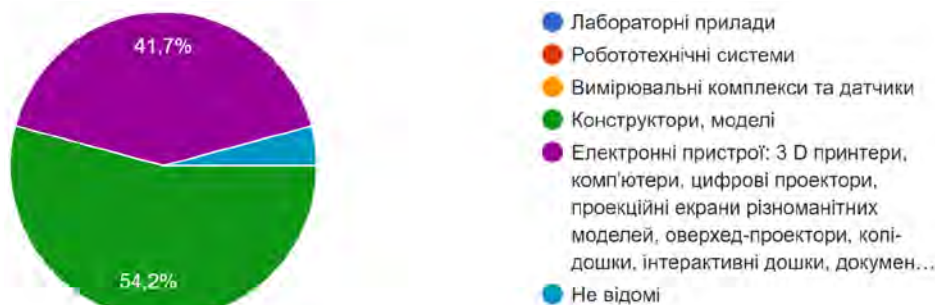 41,7%
54,2%
Лабораторні прилади
Робототехнічні системи
Вимірювальні комплекси та датчики
Конструктори, моделі
Електронні пристрої: 3 D принтери,
комп'ютери, цифрові проектори,
проекційні екрани різноманітних
моделей, оверхед-проектори, копі-
дошки, інтерактивні дошки, докумен…
Не відомі